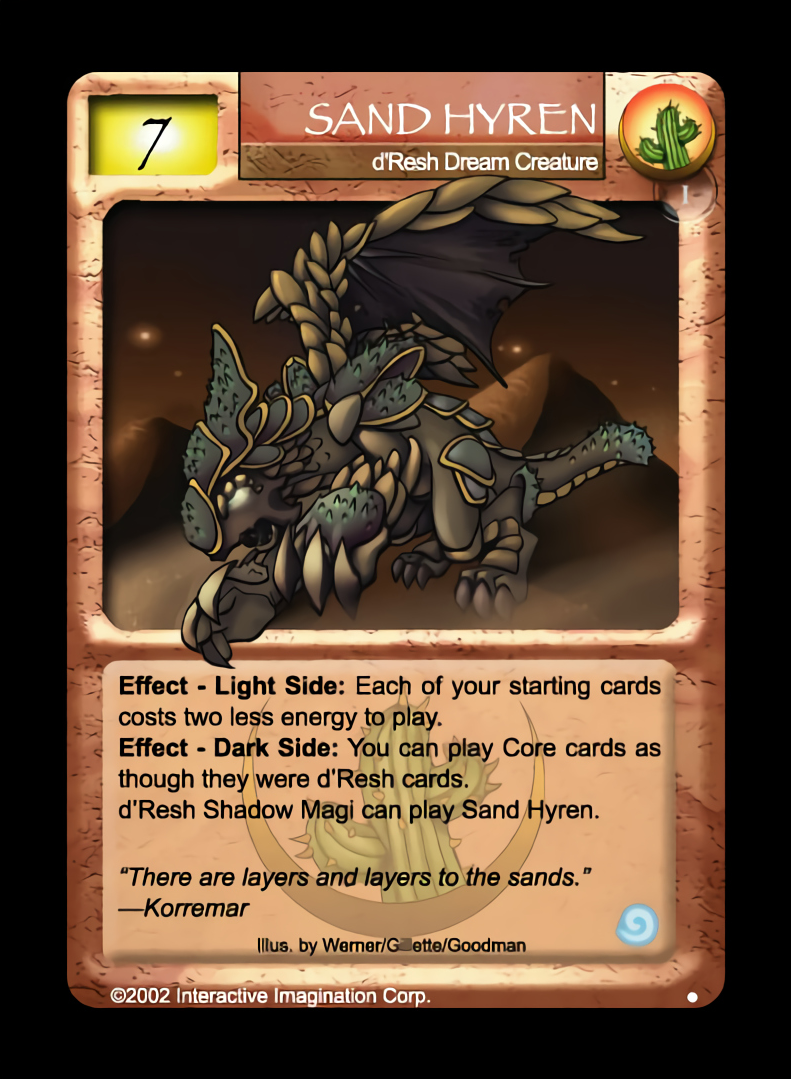 7
SAND HYREN
d'Resh Dream Creature
I
Effect - Light Side: Each of your starting cards
costs two less energy to play.
Effect - Dark Side: You can play Core cards as
though they were d'Resh cards.
d'Resh Shadow Magi can play Sand Hyren.
"There are layers and layers to the sands."
—Korremar
Illus. by Werner/ /Goodman
©2002 Interactive Imagination Corp.